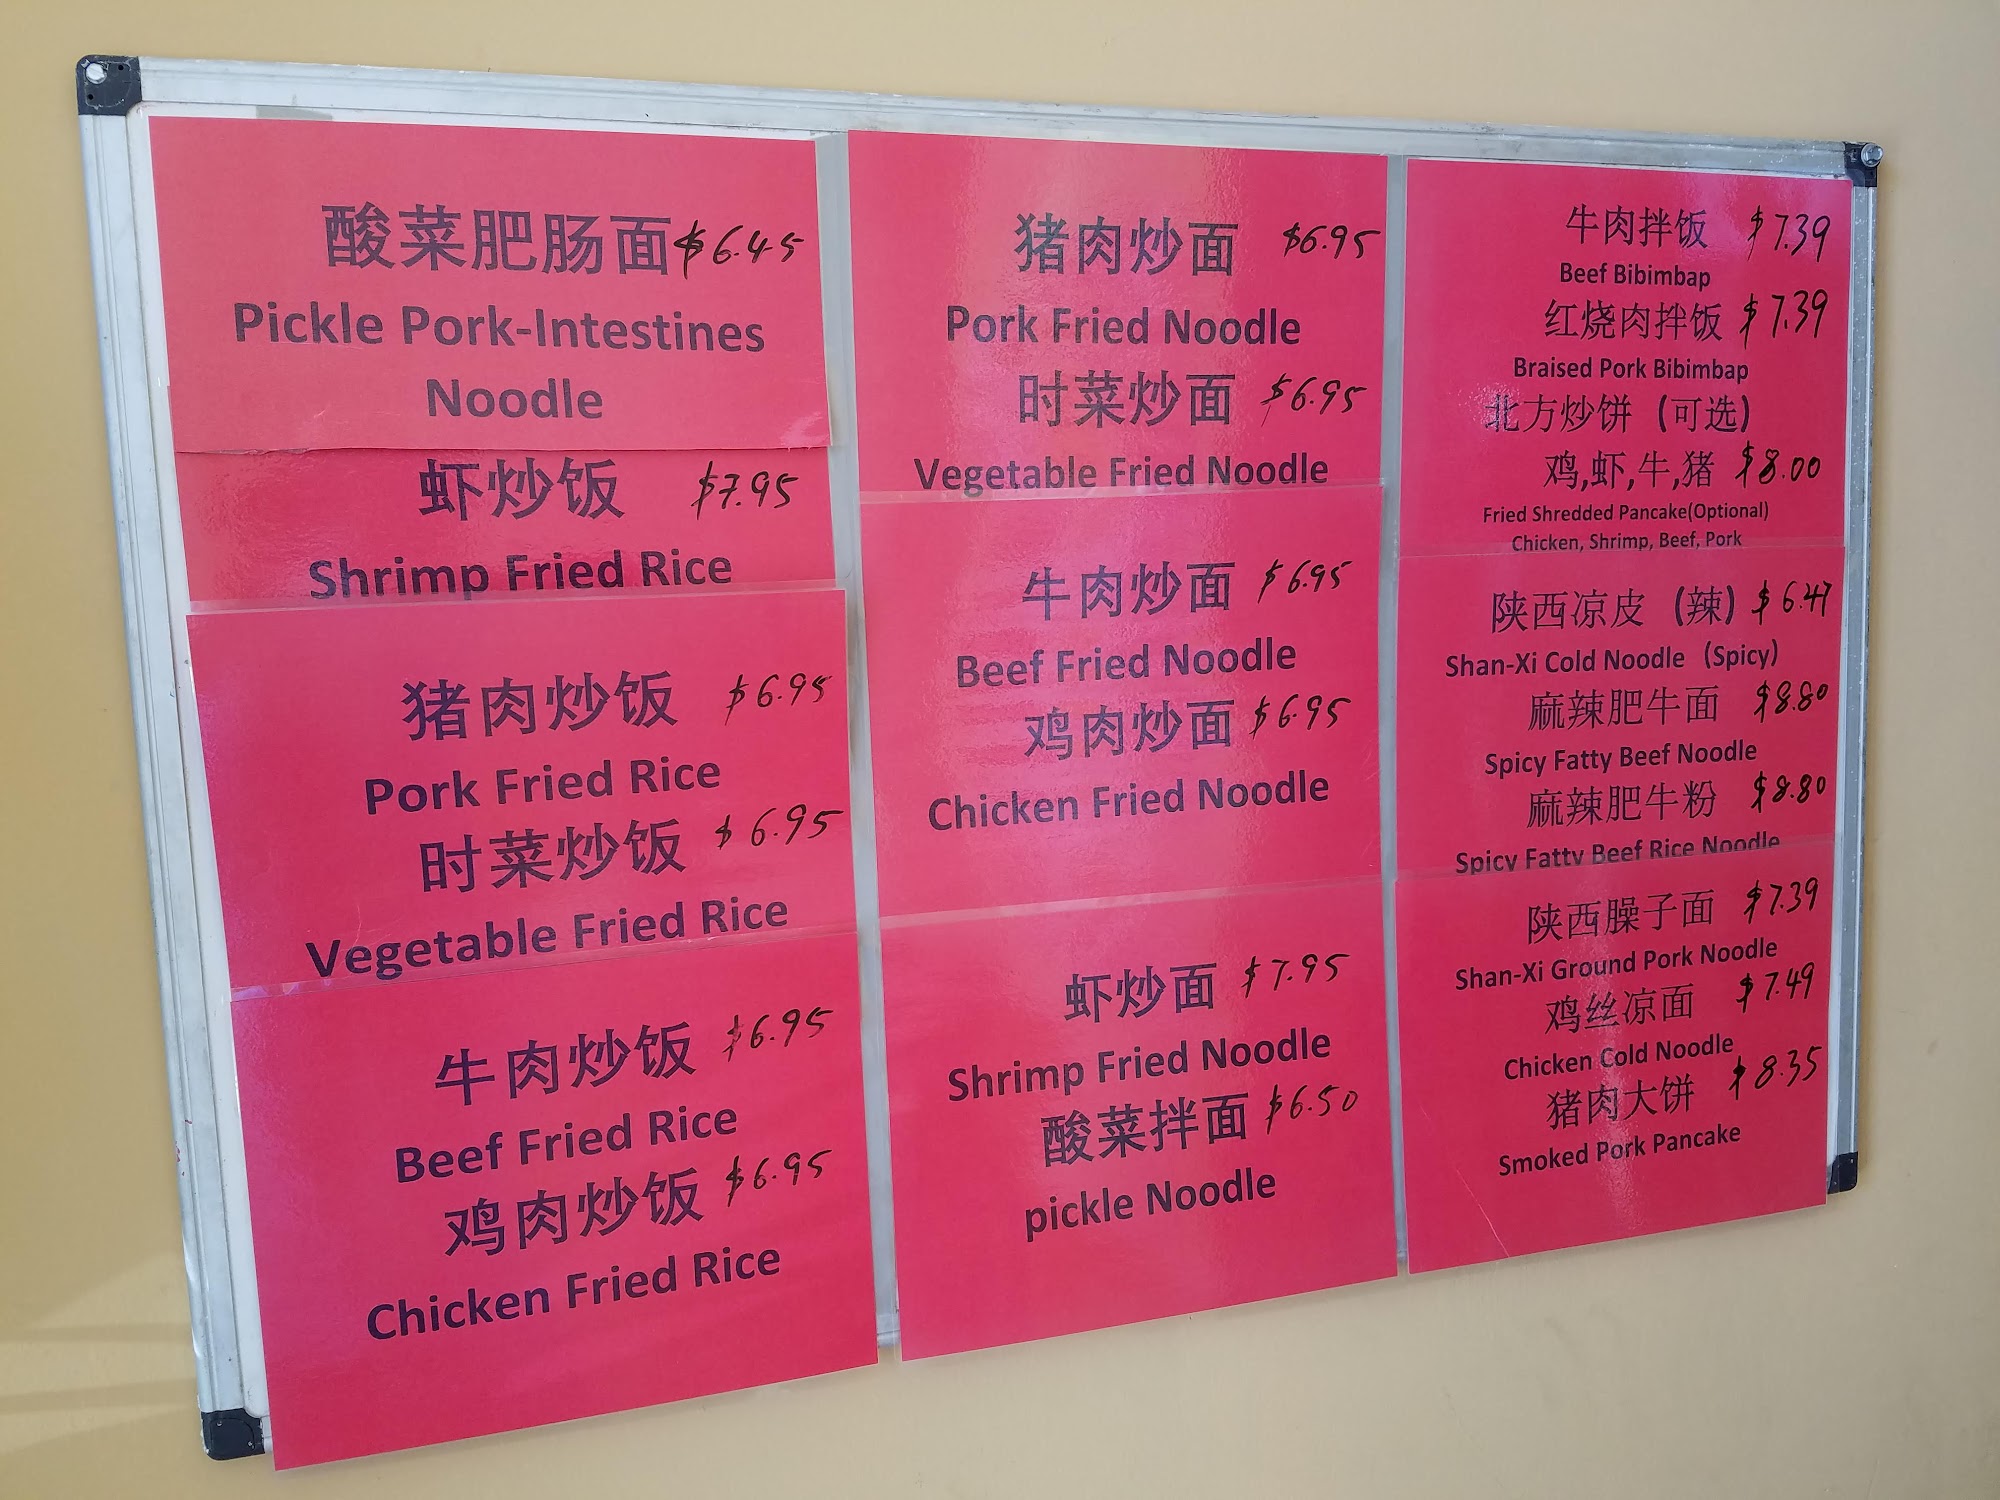 酸菜肥肠面 $6.45
Pickle Pork-Intestines
Noodle
虾炒饭 $7.95
Shrimp Fried Rice
猪肉炒饭 $6.95
Pork Fried Rice
时菜炒饭 $6.95
Vegetable Fried Rice
牛肉炒饭 $6.95
Beef Fried Rice
鸡肉炒饭 $6.95
Chicken Fried Rice
猪肉炒面 $6.95
Pork Fried Noodle
时菜炒面 $6.95
Vegetable Fried Noodle
牛肉炒面 $6.95
Beef Fried Noodle
鸡肉炒面 $6.95
Chicken Fried Noodle
虾炒面 $7.95
Shrimp Fried Noodle
酸菜拌面 $6.50
pickle Noodle
牛肉拌饭 $7.39
Beef Bibimbap
红烧肉拌饭 $7.39
Braised Pork Bibimbap
北方炒饼（可选）
鸡,虾,牛,猪 $8.00
Fried Shredded Pancake(Optional)
Chicken, Shrimp, Beef, Pork
陕西凉皮（辣） $6.47
Shan-Xi Cold Noodle（Spicy）
麻辣肥牛面 $8.80
Spicy Fatty Beef Noodle
麻辣肥牛粉 $8.80
Spicy Fatty Beef Rice Noodle
陕西臊子面 $7.39
Shan-Xi Ground Pork Noodle
鸡丝凉面 $7.49
Chicken Cold Noodle
猪肉大饼 $8.35
Smoked Pork Pancake